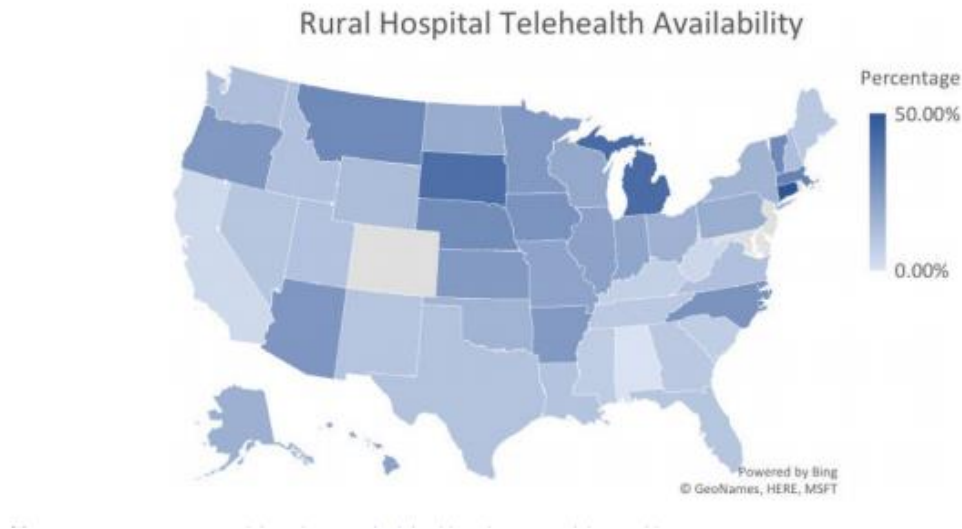 Rural Hospital Telehealth Availability
Percentage
50.00%
0.00%
Powered by Bing
© GeoNames, HERE, MSFT